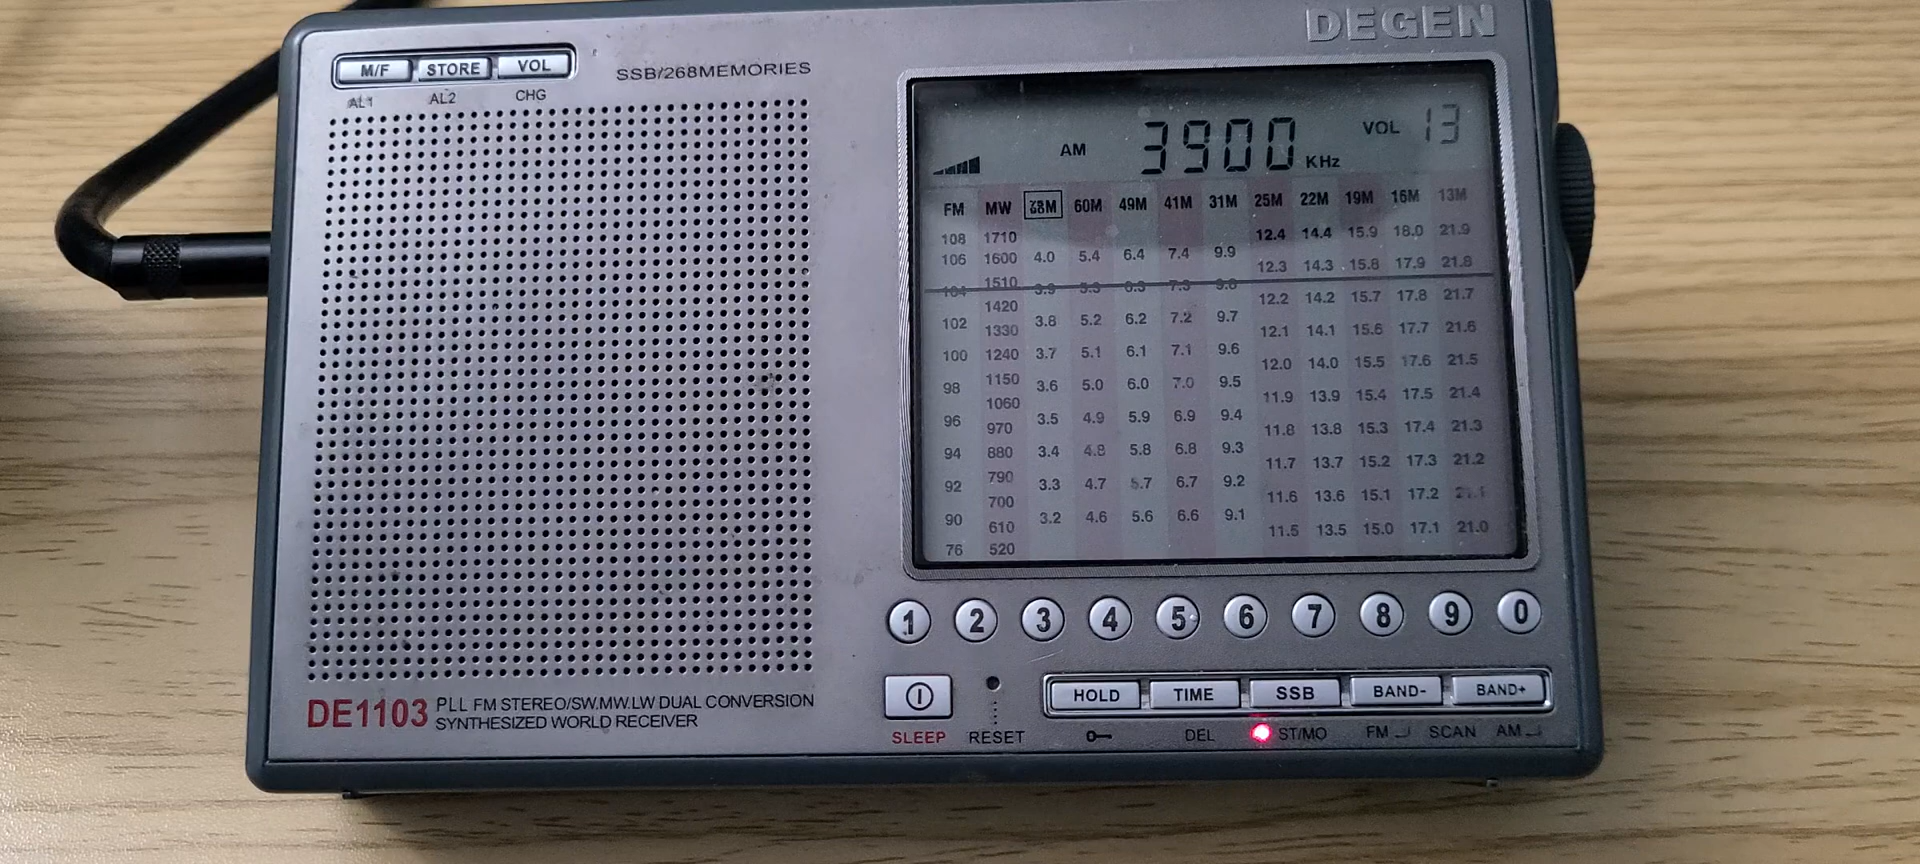 DEGEN
M/F STORE VOL
AL1 AL2 CHG
SSB/268MEMORIES
AM 3900 KHz VOL 13
FM MW 60M 49M 41M 31M 25M 22M 19M 16M 13M
108 1710 12.4 14.4 15.9 18.0 21.9
106 1600 4.0 5.4 6.4 7.4 9.9 12.3 14.3 15.8 17.9 21.8
104 1510 3.9 5.3 6.3 7.3 9.8
1420 12.2 14.2 15.7 17.8 21.7
102 1330 3.8 5.2 6.2 7.2 9.7 12.1 14.1 15.6 17.7 21.6
100 1240 3.7 5.1 6.1 7.1 9.6 12.0 14.0 15.5 17.6 21.5
98 1150 3.6 5.0 6.0 7.0 9.5
1060 11.9 13.9 15.4 17.5 21.4
96 970 3.5 4.9 5.9 6.9 9.4 11.8 13.8 15.3 17.4 21.3
94 880 3.4 4.8 5.8 6.8 9.3 11.7 13.7 15.2 17.3 21.2
92 790 3.3 4.7 5.7 6.7 9.2
700 11.6 13.6 15.1 17.2 21.1
90 610 3.2 4.6 5.6 6.6 9.1 11.5 13.5 15.0 17.1 21.0
76 520
1 2 3 4 5 6 7 8 9 0
HOLD TIME SSB BAND- BAND+
SLEEP RESET DEL ST/MO FM SCAN AM
DE1103 PLL FM STEREO/SW.MW.LW DUAL CONVERSION
SYNTHESIZED WORLD RECEIVER